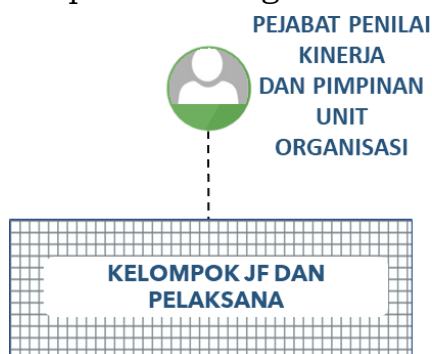 PEJABAT PENILAI
KINERJA
DAN PIMPINAN
UNIT
ORGANISASI
KELOMPOK JF DAN
PELAKSANA